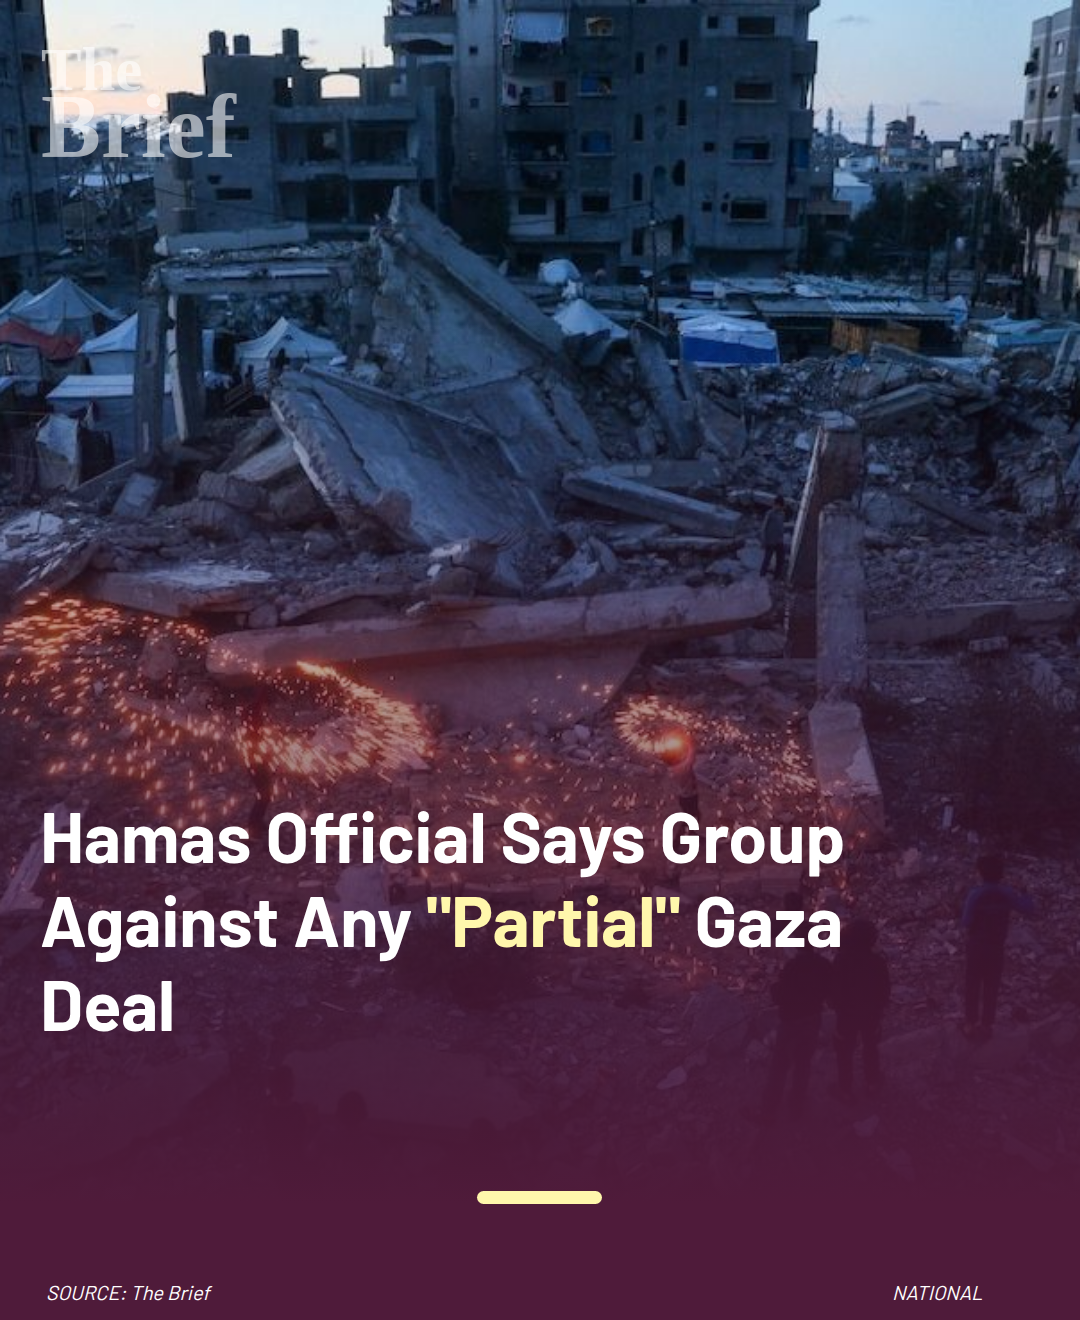 The
Brief
Hamas Official Says Group
Against Any "Partial" Gaza
Deal
SOURCE: The Brief
NATIONAL